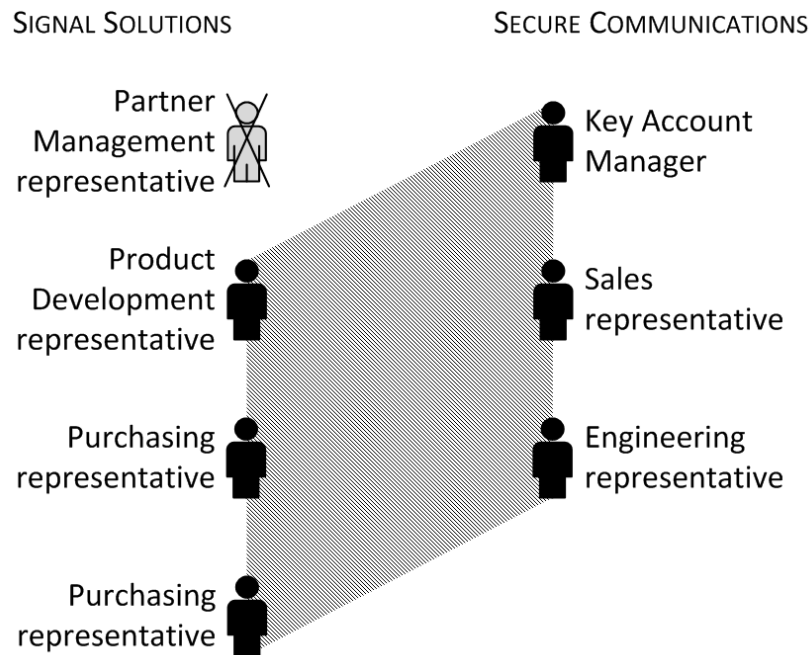 SIGNAL SOLUTIONS
SECURE COMMUNICATIONS
Partner
Management
representative
Key Account
Manager
Product
Development
representative
Sales
representative
Purchasing
representative
Engineering
representative
Purchasing
representative